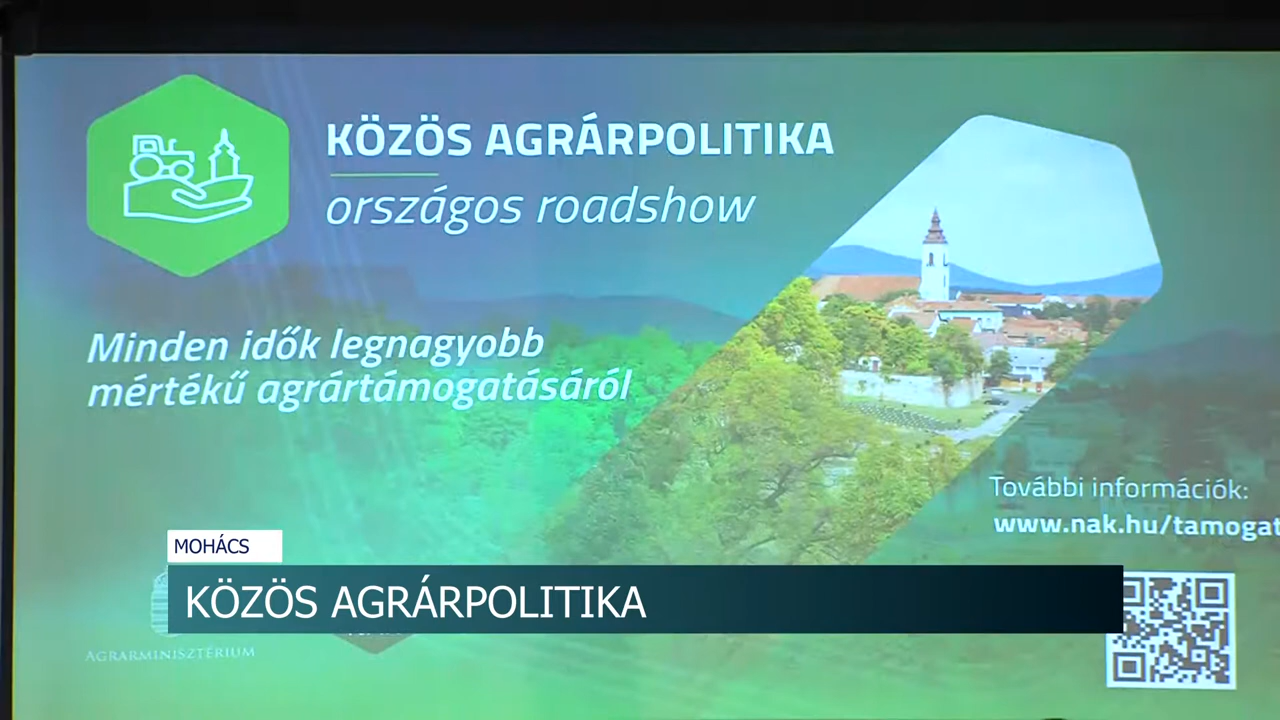 KÖZÖS AGRÁRPOLITIKA
országos roadshow
Minden idők legnagyobb
mértékű agrártámogatásáról
További információk:
www.nak.hu/tamogat
MOHÁCS
KÖZÖS AGRÁRPOLITIKA
AGRÁRMINISZTÉRIUM